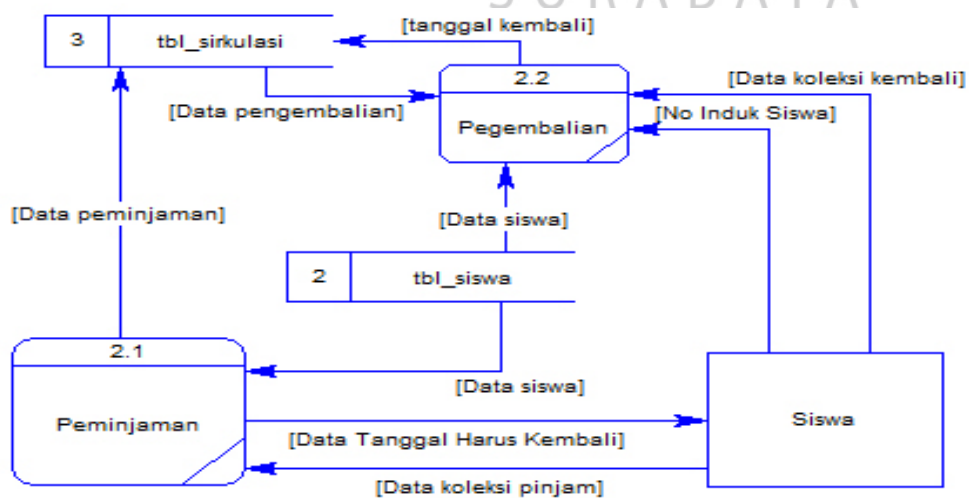 SURABAYA
[tanggal kembali]
3
tbl_sirkulasi
2.2
[Data koleksi kembali]
[Data pengembalian]
Pegembalian
[No Induk Siswa]
[Data peminjaman]
[Data siswa]
2
tbl_siswa
2.1
[Data siswa]
Peminjaman
Siswa
[Data Tanggal Harus Kembali]
[Data koleksi pinjam]